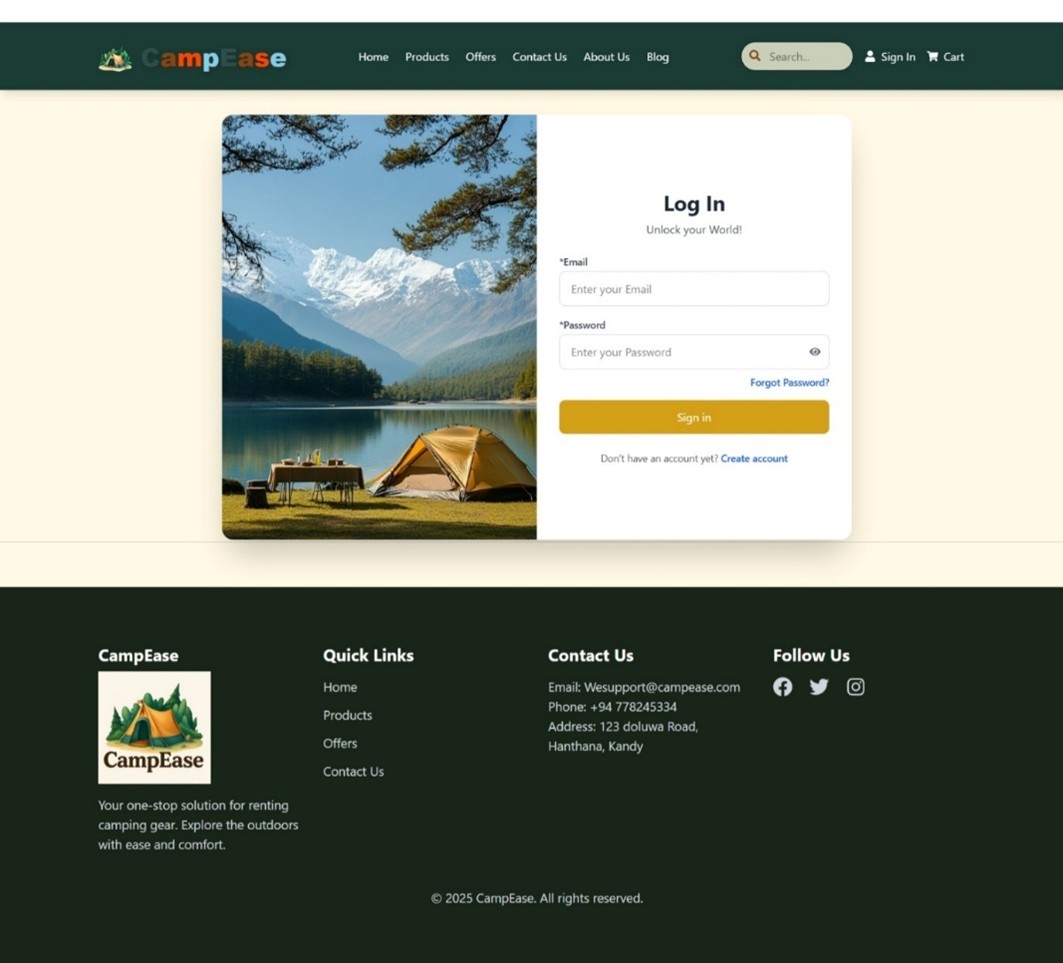 CampEase
Home Products Offers Contact Us About Us Blog
Search...
Sign In Cart
Log In
Unlock your World!
*Email
Enter your Email
*Password
Enter your Password
Forgot Password?
Sign in
Don't have an account yet? Create account
CampEase
CampEase
Your one-stop solution for renting
camping gear. Explore the outdoors
with ease and comfort.
Quick Links
Home
Products
Offers
Contact Us
Contact Us
Email: Wesupport@campease.com
Phone: +94 778245334
Address: 123 doluwa Road,
Hanthana, Kandy
Follow Us
© 2025 CampEase. All rights reserved.